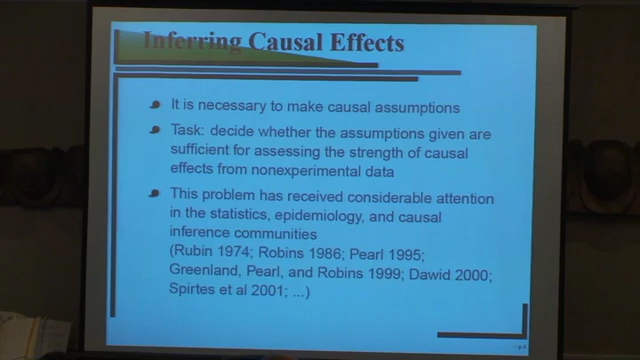 Inferring Causal Effects
It is necessary to make causal assumptions
Task: decide whether the assumptions given are
sufficient for assessing the strength of causal
effects from nonexperimental data
This problem has received considerable attention
in the statistics, epidemiology, and causal
inference communities
(Rubin 1974; Robins 1986; Pearl 1995;
Greenland, Pearl, and Robins 1999; Dawid 2000;
Spirtes et al 2001; ...)